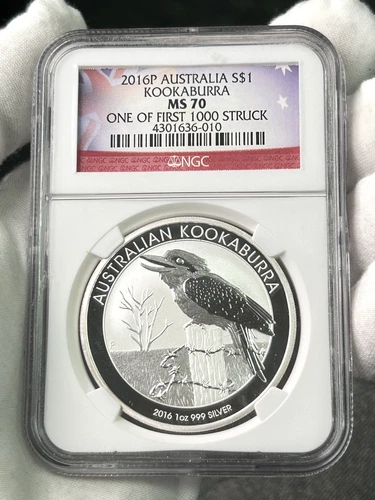 2016P AUSTRALIA S$1
KOOKABURRA
MS 70
ONE OF FIRST 1000 STRUCK
4301636-010
NGC
AUSTRALIAN KOOKABURRA
P
2016 1oz 999 SILVER